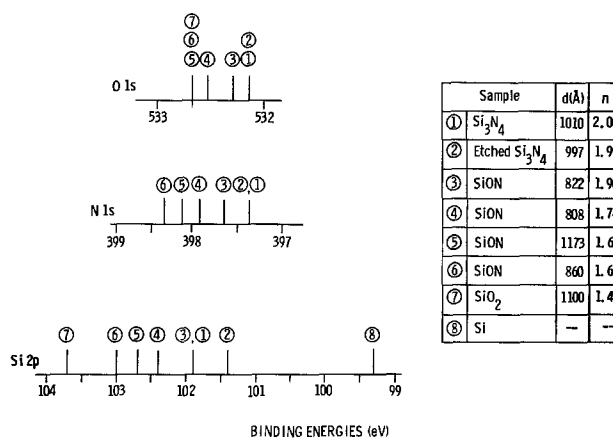 ⑦
⑥ ②
⑤④ ③①
O 1s
533 532
⑥⑤④ ③②,①
N 1s
399 398 397
⑦ ⑥⑤④ ③,① ② ⑧
Si 2p
104 103 102 101 100 99
BINDING ENERGIES (eV)
Sample d(Å) n
① Si₃N₄ 1010 2.0
② Etched Si₃N₄ 997 1.9
③ SiON 822 1.9
④ SiON 808 1.7
⑤ SiON 1173 1.6
⑥ SiON 860 1.6
⑦ SiO₂ 1100 1.4
⑧ Si — —